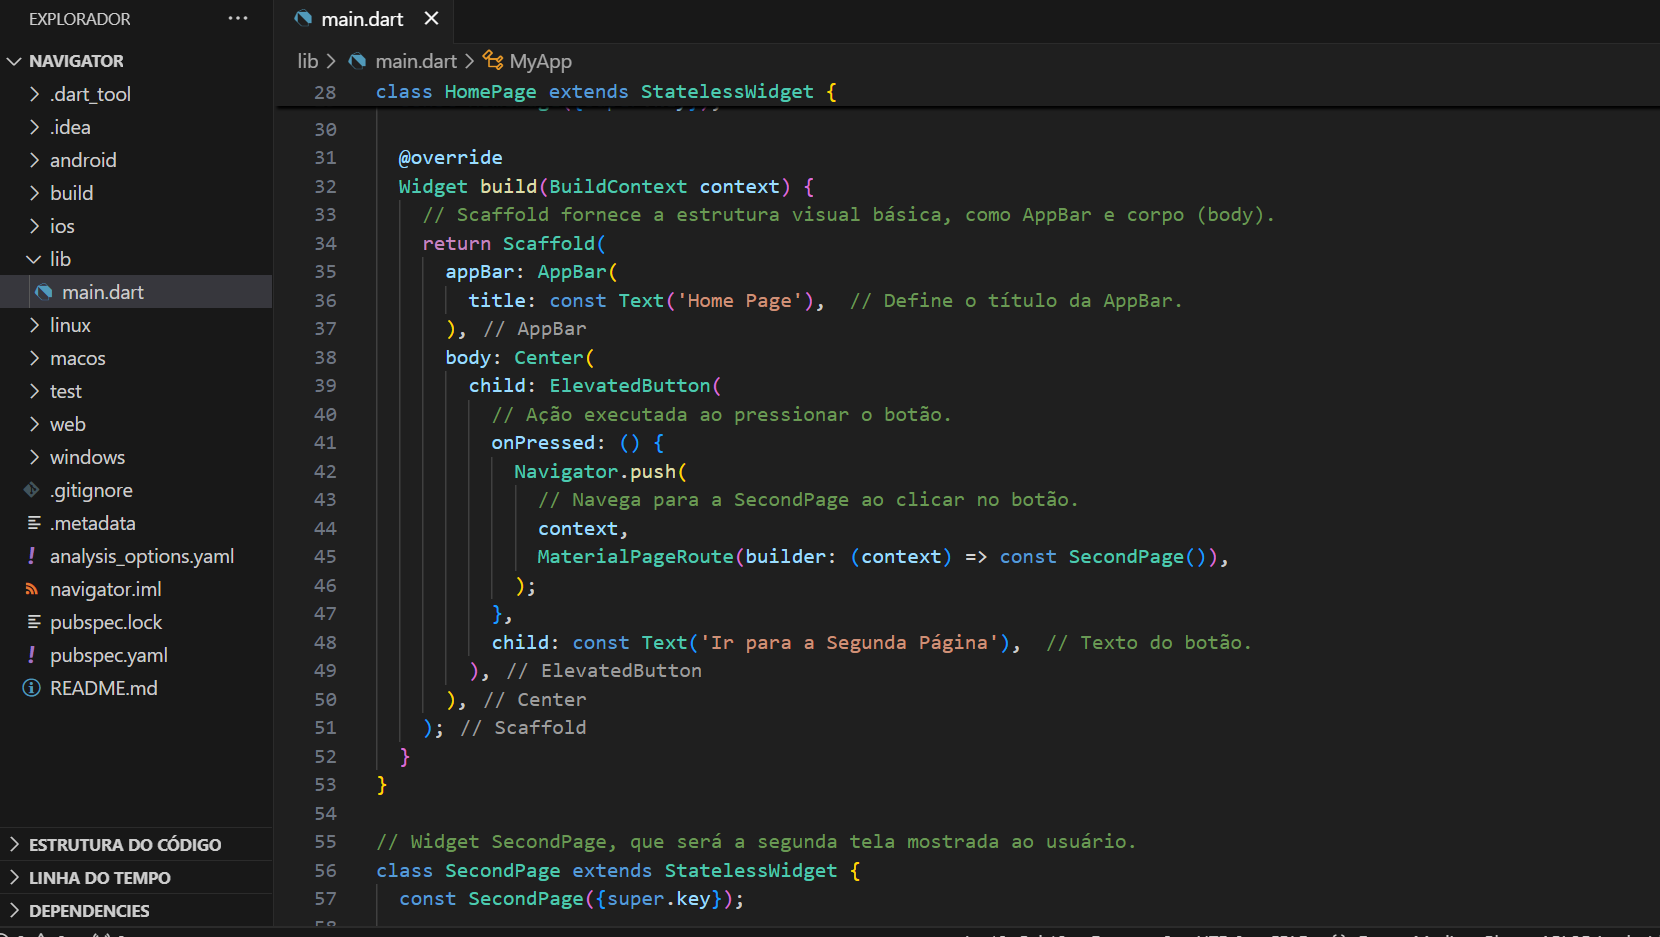 EXPLORADOR
NAVIGATOR
.dart_tool
.idea
android
build
ios
lib
main.dart
linux
macos
test
web
windows
.gitignore
.metadata
analysis_options.yaml
navigator.iml
pubspec.lock
pubspec.yaml
README.md
ESTRUTURA DO CÓDIGO
LINHA DO TEMPO
DEPENDENCIES
main.dart
lib > main.dart > MyApp
28 class HomePage extends StatelessWidget {
30
31 @override
32 Widget build(BuildContext context) {
33 // Scaffold fornece a estrutura visual básica, como AppBar e corpo (body).
34 return Scaffold(
35 appBar: AppBar(
36 title: const Text('Home Page'), // Define o título da AppBar.
37 ), // AppBar
38 body: Center(
39 child: ElevatedButton(
40 // Ação executada ao pressionar o botão.
41 onPressed: () {
42 Navigator.push(
43 // Navega para a SecondPage ao clicar no botão.
44 context,
45 MaterialPageRoute(builder: (context) => const SecondPage()),
46 );
47 },
48 child: const Text('Ir para a Segunda Página'), // Texto do botão.
49 ), // ElevatedButton
50 ), // Center
51 ); // Scaffold
52 }
53 }
54
55 // Widget SecondPage, que será a segunda tela mostrada ao usuário.
56 class SecondPage extends StatelessWidget {
57 const SecondPage({super.key});